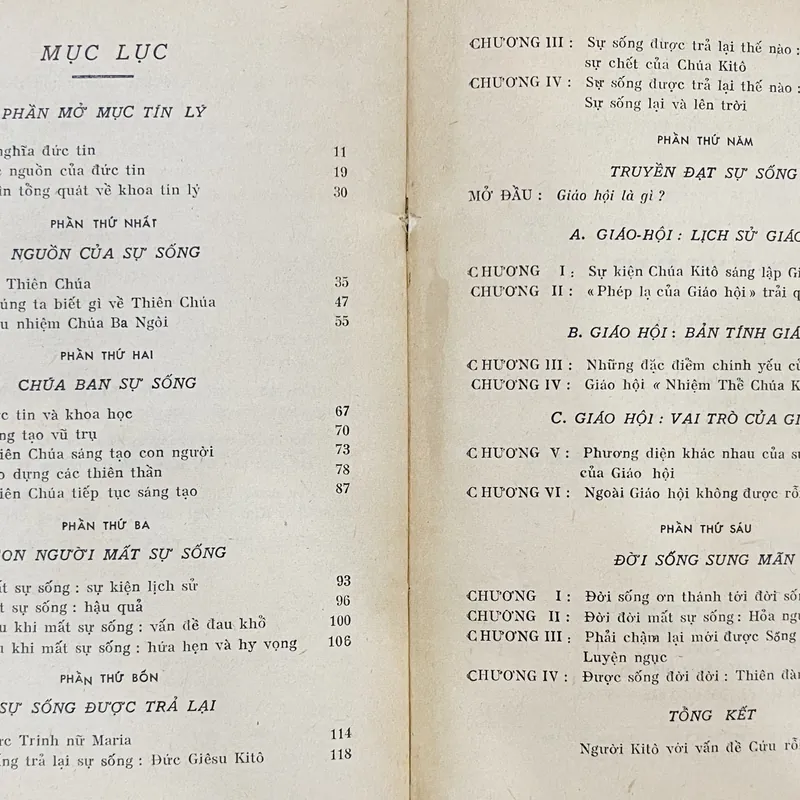 MỤC LỤC
PHẦN MỞ MỤC TÍN LÝ
nghĩa đức tin 11
nguồn của đức tin 19
tổng quát về khoa tin lý 30
PHẦN THỨ NHẤT
NGUỒN CỦA SỰ SỐNG
Thiên Chúa 35
úng ta biết gì về Thiên Chúa 47
u nhiệm Chúa Ba Ngôi 55
PHẦN THỨ HAI
CHÚA BAN SỰ SỐNG
c tin và khoa học 67
ng tạo vũ trụ 70
iên Chúa sáng tạo con người 73
o dựng các thiên thần 78
iên Chúa tiếp tục sáng tạo 87
PHẦN THỨ BA
ON NGƯỜI MẤT SỰ SỐNG
ất sự sống : sự kiện lịch sử 93
t sự sống : hậu quả 96
u khi mất sự sống : vấn đề đau khổ 100
u khi mất sự sống : hứa hẹn và hy vọng 106
PHẦN THỨ BỐN
SỰ SỐNG ĐƯỢC TRẢ LẠI
ức Trinh nữ Maria 114
ng trả lại sự sống : Đức Giêsu Kitô 118
CHƯƠNG III : Sự sống được trả lại thế nào :
sự chết của Chúa Kitô
CHƯƠNG IV : Sự sống được trả lại thế nào :
Sự sống lại và lên trời
PHẦN THỨ NĂM
TRUYỀN ĐẠT SỰ SỐNG
MỞ ĐẦU : Giáo hội là gì ?
A. GIÁO-HỘI : LỊCH SỬ GIÁO
CHƯƠNG I : Sự kiện Chúa Kitô sáng lập Gi
CHƯƠNG II : « Phép lạ của Giáo hội » trải q
B. GIÁO HỘI : BẢN TÍNH GIÁ
CHƯƠNG III : Những đặc điểm chính yếu củ
CHƯƠNG IV : Giáo hội « Nhiệm Thể Chúa K
C. GIÁO HỘI : VAI TRÒ CỦA GI
CHƯƠNG V : Phương diện khác nhau của s
của Giáo hội
CHƯƠNG VI : Ngoài Giáo hội không được rỗ
PHẦN THỨ SÁU
ĐỜI SỐNG SUNG MÃN
CHƯƠNG I : Đời sống ơn thánh tới đời số
CHƯƠNG II : Đời đời mất sự sống : Hỏa ngụ
CHƯƠNG III : Phải chậm lại mới được Sống
Luyện ngục
CHƯƠNG IV : Được sống đời đời : Thiên đàn
TỔNG KẾT
Người Kitô với vấn đề Cứu rỗ